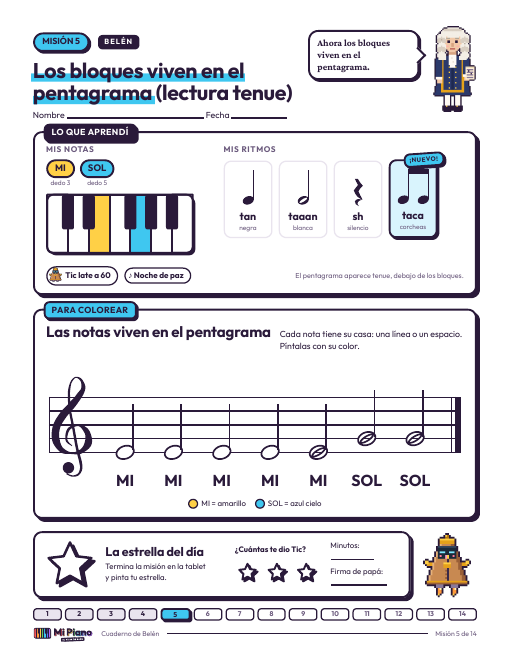 MISIÓN 5
BELÉN
Ahora los bloques
viven en el
pentagrama.
Los bloques viven en el
pentagrama (lectura tenue)
Nombre
Fecha
LO QUE APRENDÍ
MIS NOTAS
MIS RITMOS
MI
SOL
dedo 3
dedo 5
¡NUEVO!
tan
taaan
sh
taca
negra
blanca
silencio
corcheas
Tic late a 60
Noche de paz
El pentagrama aparece tenue, debajo de los bloques.
PARA COLOREAR
Las notas viven en el pentagrama
Cada nota tiene su casa: una línea o un espacio.
Píntalas con su color.
MI MI MI MI MI SOL SOL
MI = amarillo
SOL = azul cielo
La estrella del día
Termina la misión en la tablet
y pinta tu estrella.
¿Cuántas te dio Tic?
Minutos:
Firma de papá:
1 2 3 4 5 6 7 8 9 10 11 12 13 14
Mi Piano
Cuaderno de Belén
Misión 5 de 14